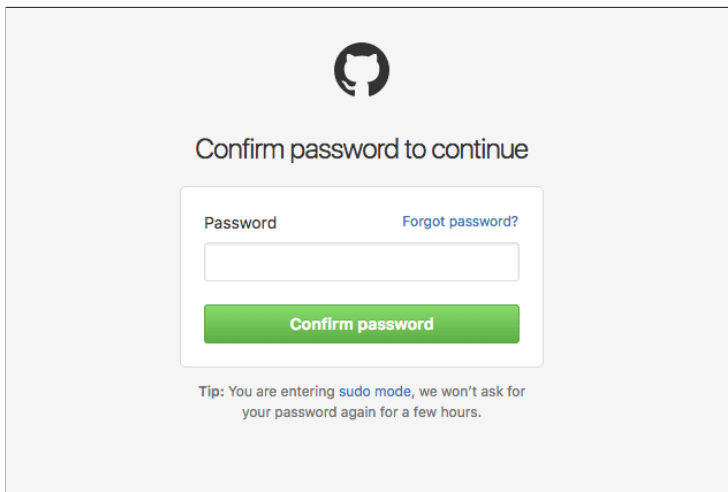 Confirm password to continue
Password
Forgot password?
Confirm password
Tip: You are entering sudo mode, we won’t ask for
your password again for a few hours.